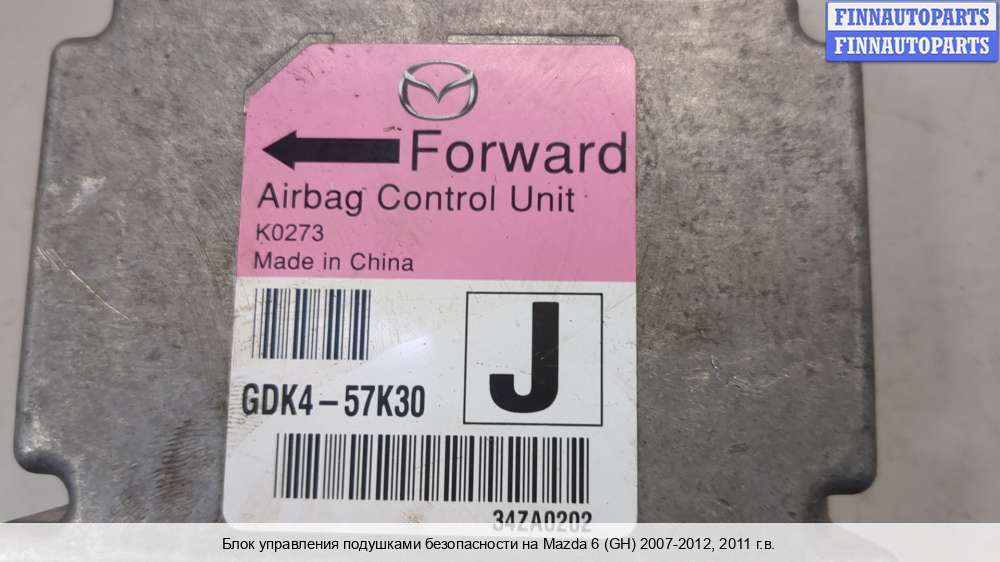 FINNAUTOPARTS
FINNAUTOPARTS
Forward
Airbag Control Unit
K0273
Made in China
J
GDK4-57K30
34ZA0202
Блок управления подушками безопасности на Mazda 6 (GH) 2007-2012, 2011 г.в.